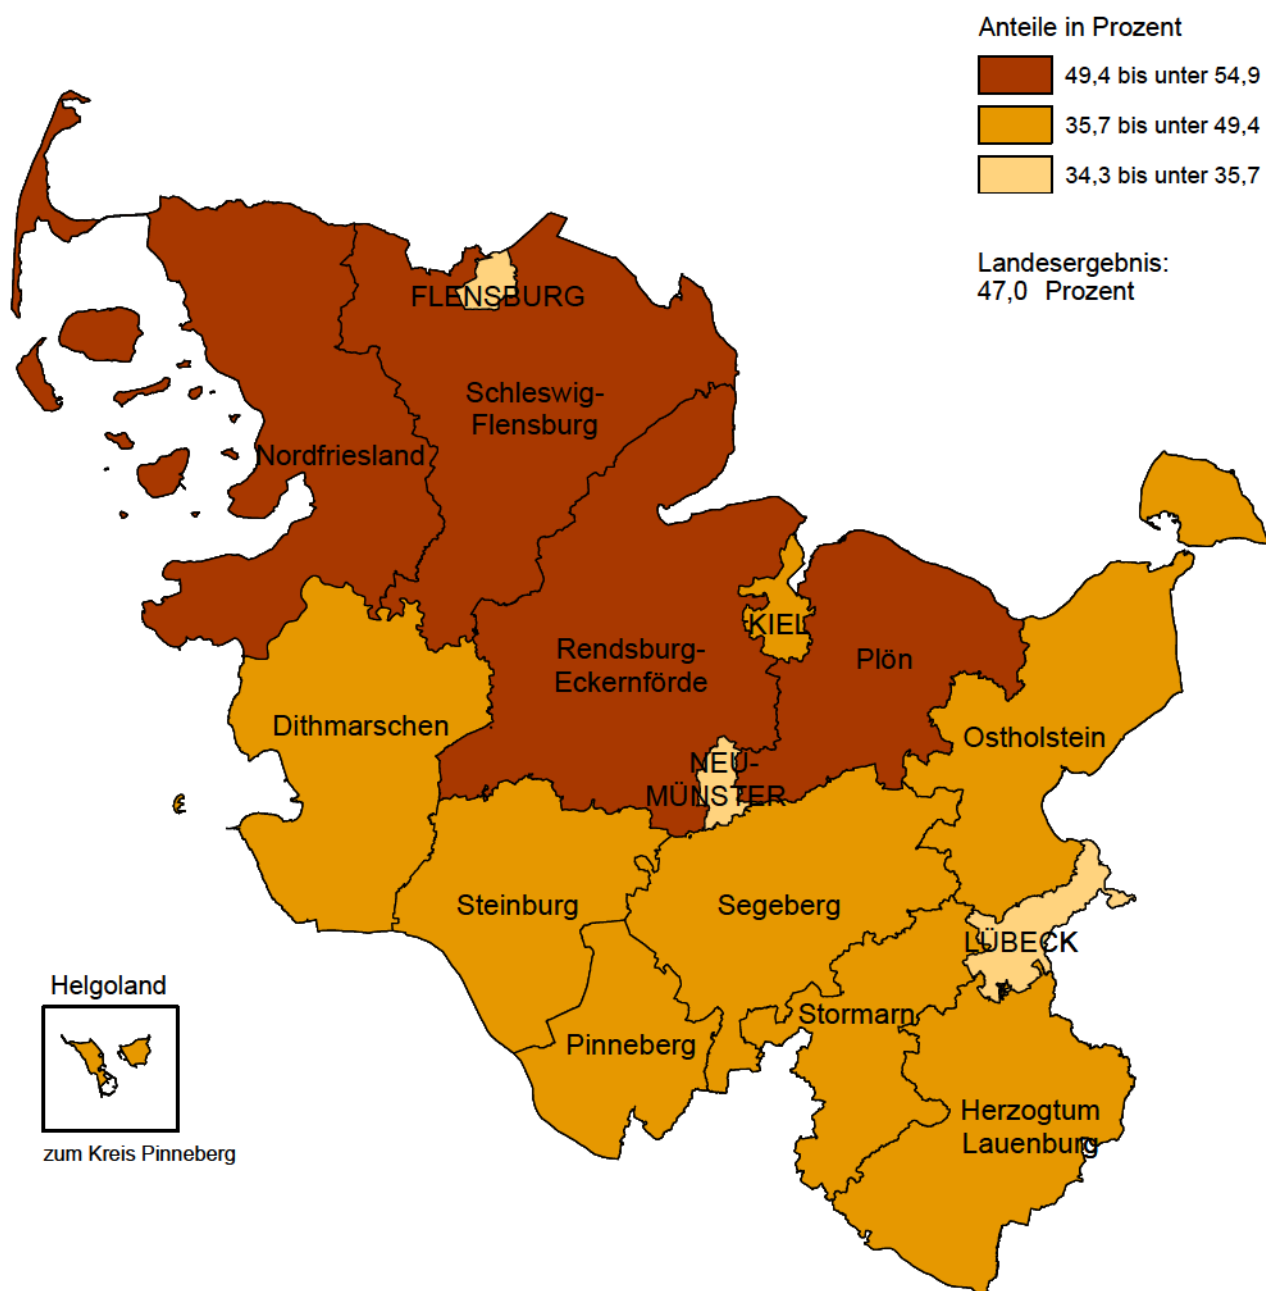 Anteile in Prozent
49,4 bis unter 54,9
35,7 bis unter 49,4
34,3 bis unter 35,7
Landesergebnis:
47,0 Prozent
FLENSBURG
Schleswig-
Flensburg
Nordfriesland
KIEL
Rendsburg-
Eckernförde
Plön
Dithmarschen
Ostholstein
NEU-
MÜNSTER
Steinburg
Segeberg
LÜBECK
Helgoland
Stormarn
Pinneberg
Herzogtum
Lauenburg
zum Kreis Pinneberg